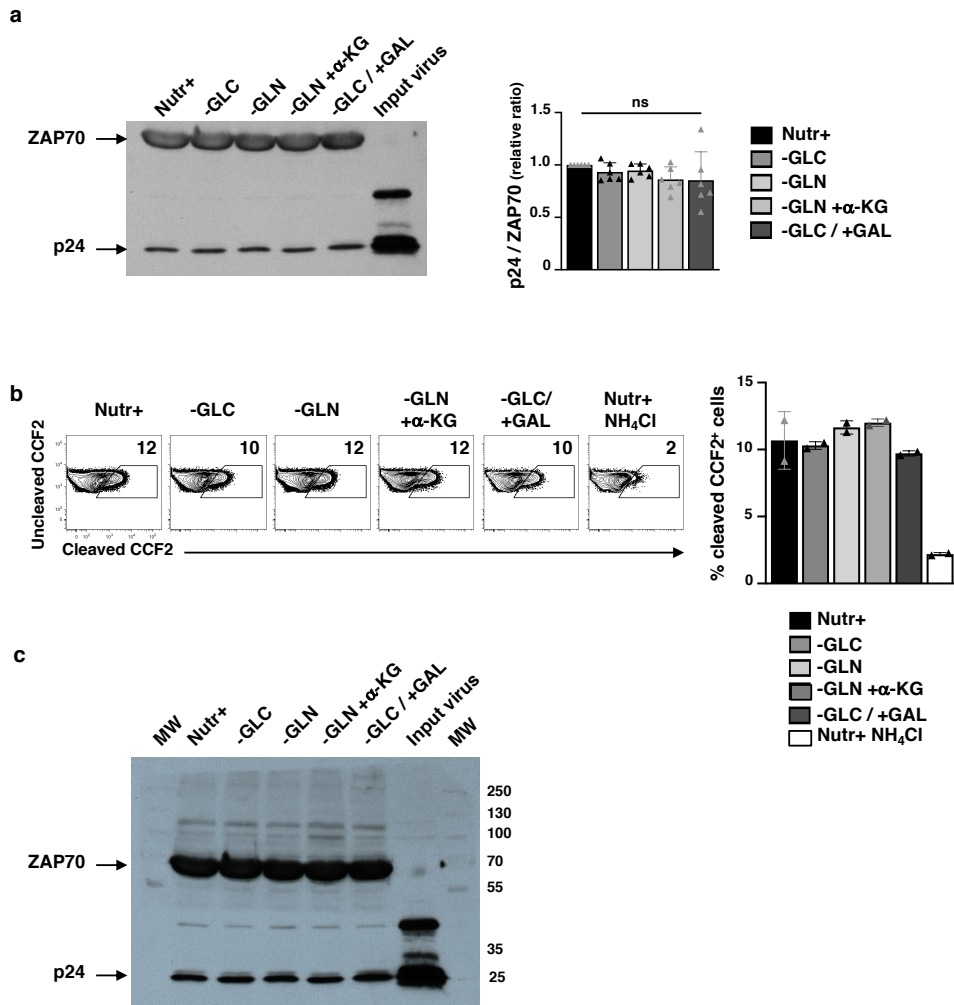 a
Nutr+
-GLC
-GLN
-GLN +α-KG
-GLC / +GAL
Input virus
ZAP70
p24
p24 / ZAP70 (relative ratio)
1.5
1.0
0.5
0
ns
Nutr+
-GLC
-GLN
-GLN +α-KG
-GLC / +GAL
b
Nutr+
-GLC
-GLN
-GLN
+α-KG
-GLC/
+GAL
Nutr+
NH₄Cl
12
10
12
12
10
2
Uncleaved CCF2
Cleaved CCF2
% cleaved CCF2⁺ cells
15
10
5
0
Nutr+
-GLC
-GLN
-GLN +α-KG
-GLC / +GAL
Nutr+ NH₄Cl
c
MW
Nutr+
-GLC
-GLN
-GLN +α-KG
-GLC / +GAL
Input virus
MW
ZAP70
p24
250
130
100
70
55
35
25